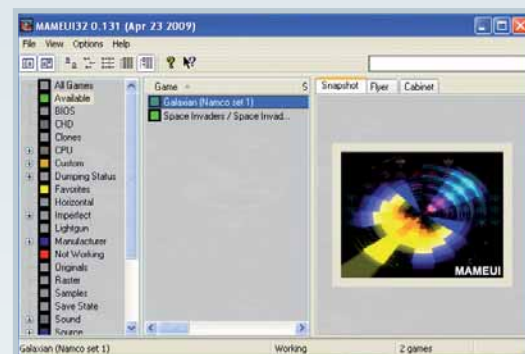 MAMEUI32 0.131 (Apr 23 2009)
File View Options Help
All Games
Available
BIOS
CHD
Clones
CPU
Custom
Dumping Status
Favorites
Horizontal
Imperfect
Lightgun
Manufacturer
Not Working
Originals
Raster
Samples
Save State
Sound
Source
Game S
Galaxian (Namco set 1)
Space Invaders / Space Invad...
Snapshot Flyer Cabinet
MAMEUI
Galaxian (Namco set 1) Working 2 games